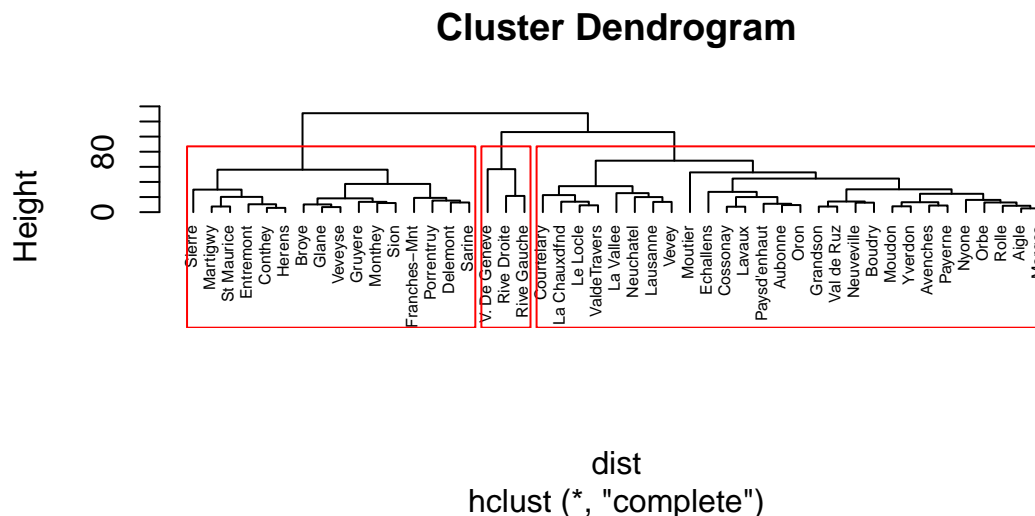 Cluster Dendrogram
Height
0
80
Sierre
Martigwy
St Maurice
Entremont
Conthey
Herens
Broye
Glane
Veveyse
Gruyere
Monthey
Sion
Franches−Mnt
Porrentruy
Delemont
Sarine
V. De Geneve
Rive Droite
Rive Gauche
Courtelary
La Chauxdfnd
Le Locle
ValdeTravers
La Vallee
Neuchatel
Lausanne
Vevey
Moutier
Echallens
Cossonay
Lavaux
Paysd'enhaut
Aubonne
Oron
Grandson
Val de Ruz
Neuveville
Boudry
Moudon
Yverdon
Avenches
Payerne
Nyone
Orbe
Rolle
Aigle
dist
hclust (*, "complete")